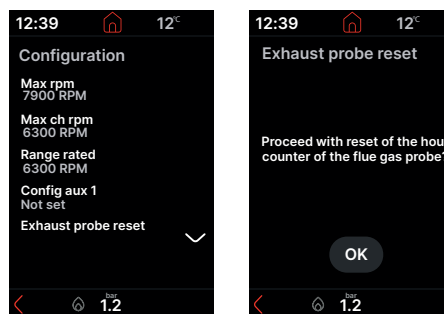 12:39 12°C
Configuration
Max rpm
7900 RPM
Max ch rpm
6300 RPM
Range rated
6300 RPM
Config aux 1
Not set
Exhaust probe reset
bar
1.2
12:39 12°C
Exhaust probe reset
Proceed with reset of the hou
counter of the flue gas probe?
OK
bar
1.2